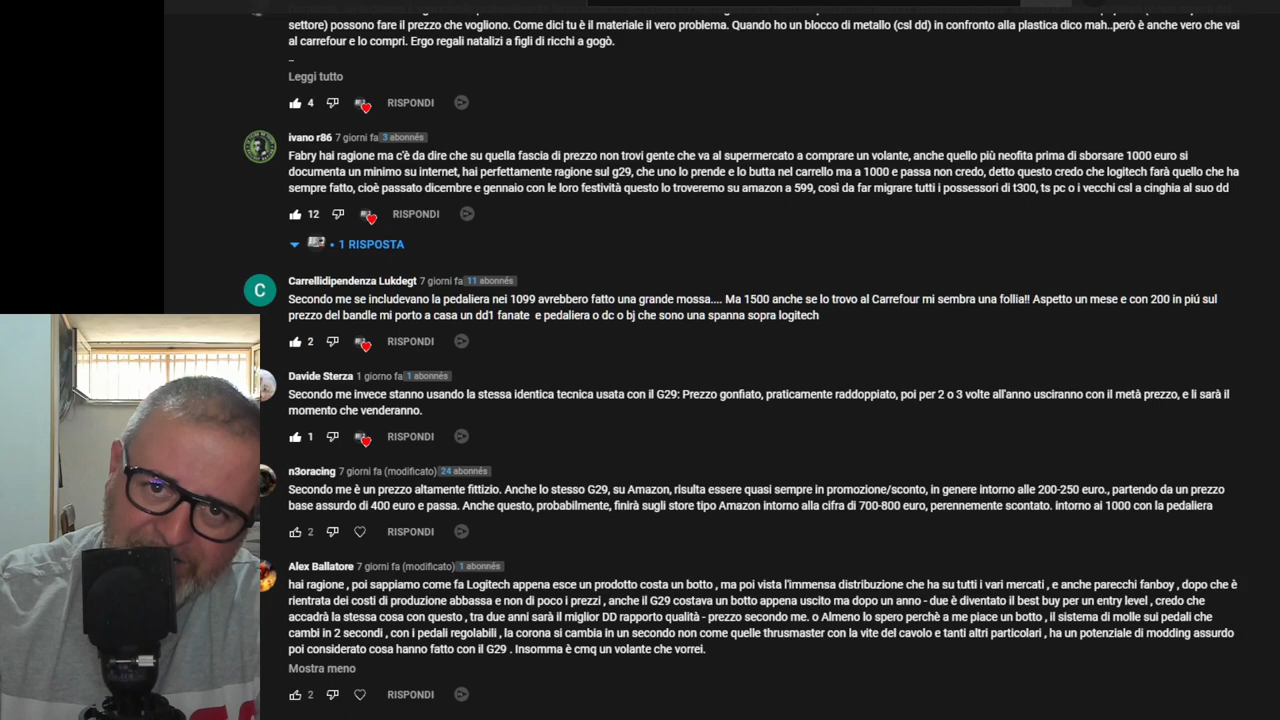 settore) possono fare il prezzo che vogliono. Come dici tu è il materiale il vero problema. Quando ho un blocco di metallo (csl dd) in confronto alla plastica dico mah..però è anche vero che vai
al carrefour e lo compri. Ergo regali natalizi a figli di ricchi a gogò.
_
Leggi tutto
4 RISPONDI
ivano r86 7 giorni fa 3 abonnés
Fabry hai ragione ma c'è da dire che su quella fascia di prezzo non trovi gente che va al supermercato a comprare un volante, anche quello più neofita prima di sborsare 1000 euro si
documenta un minimo su internet, hai perfettamente ragione sul g29, che uno lo prende e lo butta nel carrello ma a 1000 e passa non credo, detto questo credo che logitech farà quello che ha
sempre fatto, cioè passato dicembre e gennaio con le loro festività questo lo troveremo su amazon a 599, così da far migrare tutti i possessori di t300, ts pc o i vecchi csl a cinghia al suo dd
12 RISPONDI
• 1 RISPOSTA
C
Carrellidipendenza Lukdegt 7 giorni fa 11 abonnés
Secondo me se includevano la pedaliera nei 1099 avrebbero fatto una grande mossa.... Ma 1500 anche se lo trovo al Carrefour mi sembra una follia!! Aspetto un mese e con 200 in piú sul
prezzo del bandle mi porto a casa un dd1 fanate e pedaliera o dc o bj che sono una spanna sopra logitech
2 RISPONDI
Davide Sterza 1 giorno fa 1 abonnés
Secondo me invece stanno usando la stessa identica tecnica usata con il G29: Prezzo gonfiato, praticamente raddoppiato, poi per 2 o 3 volte all'anno usciranno con il metà prezzo, e li sarà il
momento che venderanno.
1 RISPONDI
n3oracing 7 giorni fa (modificato) 24 abonnés
Secondo me è un prezzo altamente fittizio. Anche lo stesso G29, su Amazon, risulta essere quasi sempre in promozione/sconto, in genere intorno alle 200-250 euro., partendo da un prezzo
base assurdo di 400 euro e passa. Anche questo, probabilmente, finirà sugli store tipo Amazon intorno alla cifra di 700-800 euro, perennemente scontato. intorno ai 1000 con la pedaliera
2 RISPONDI
Alex Ballatore 7 giorni fa (modificato) 1 abonnés
hai ragione , poi sappiamo come fa Logitech appena esce un prodotto costa un botto , ma poi vista l'immensa distribuzione che ha su tutti i vari mercati , e anche parecchi fanboy , dopo che è
rientrata dei costi di produzione abbassa e non di poco i prezzi , anche il G29 costava un botto appena uscito ma dopo un anno - due è diventato il best buy per un entry level , credo che
accadrà la stessa cosa con questo , tra due anni sarà il miglior DD rapporto qualità - prezzo secondo me. o Almeno lo spero perchè a me piace un botto , il sistema di molle sui pedali che
cambi in 2 secondi , con i pedali regolabili , la corona si cambia in un secondo non come quelle thrusmaster con la vite del cavolo e tanti altri particolari , ha un potenziale di modding assurdo
poi considerato cosa hanno fatto con il G29 . Insomma è cmq un volante che vorrei.
Mostra meno
2 RISPONDI